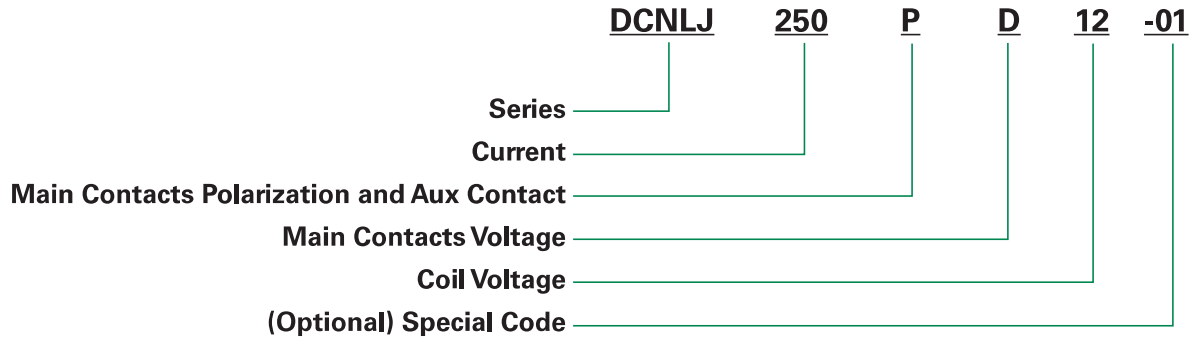 DCNLJ 250 P D 12 -01
Series
Current
Main Contacts Polarization and Aux Contact
Main Contacts Voltage
Coil Voltage
(Optional) Special Code